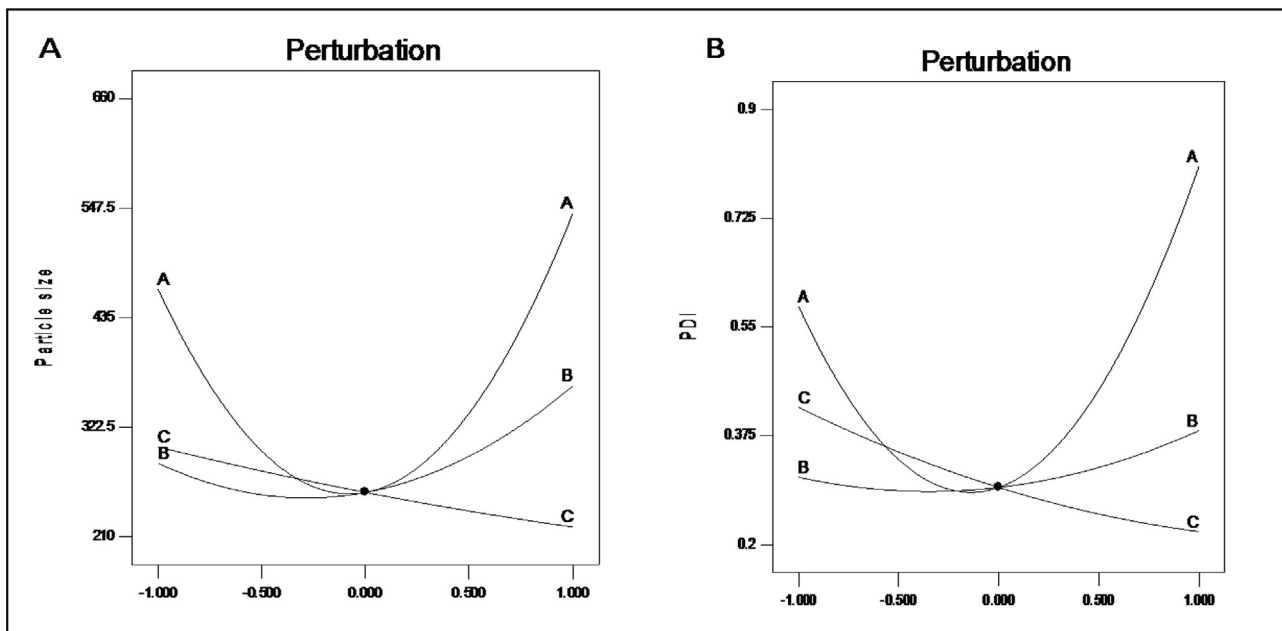 A
Perturbation
660
547.5
435
322.5
210
Particle size
A
C
B
A
B
C
-1.000
-0.500
0.000
0.500
1.000
B
Perturbation
0.9
0.725
0.55
0.375
0.2
PDI
A
C
B
A
B
C
-1.000
-0.500
0.000
0.500
1.000